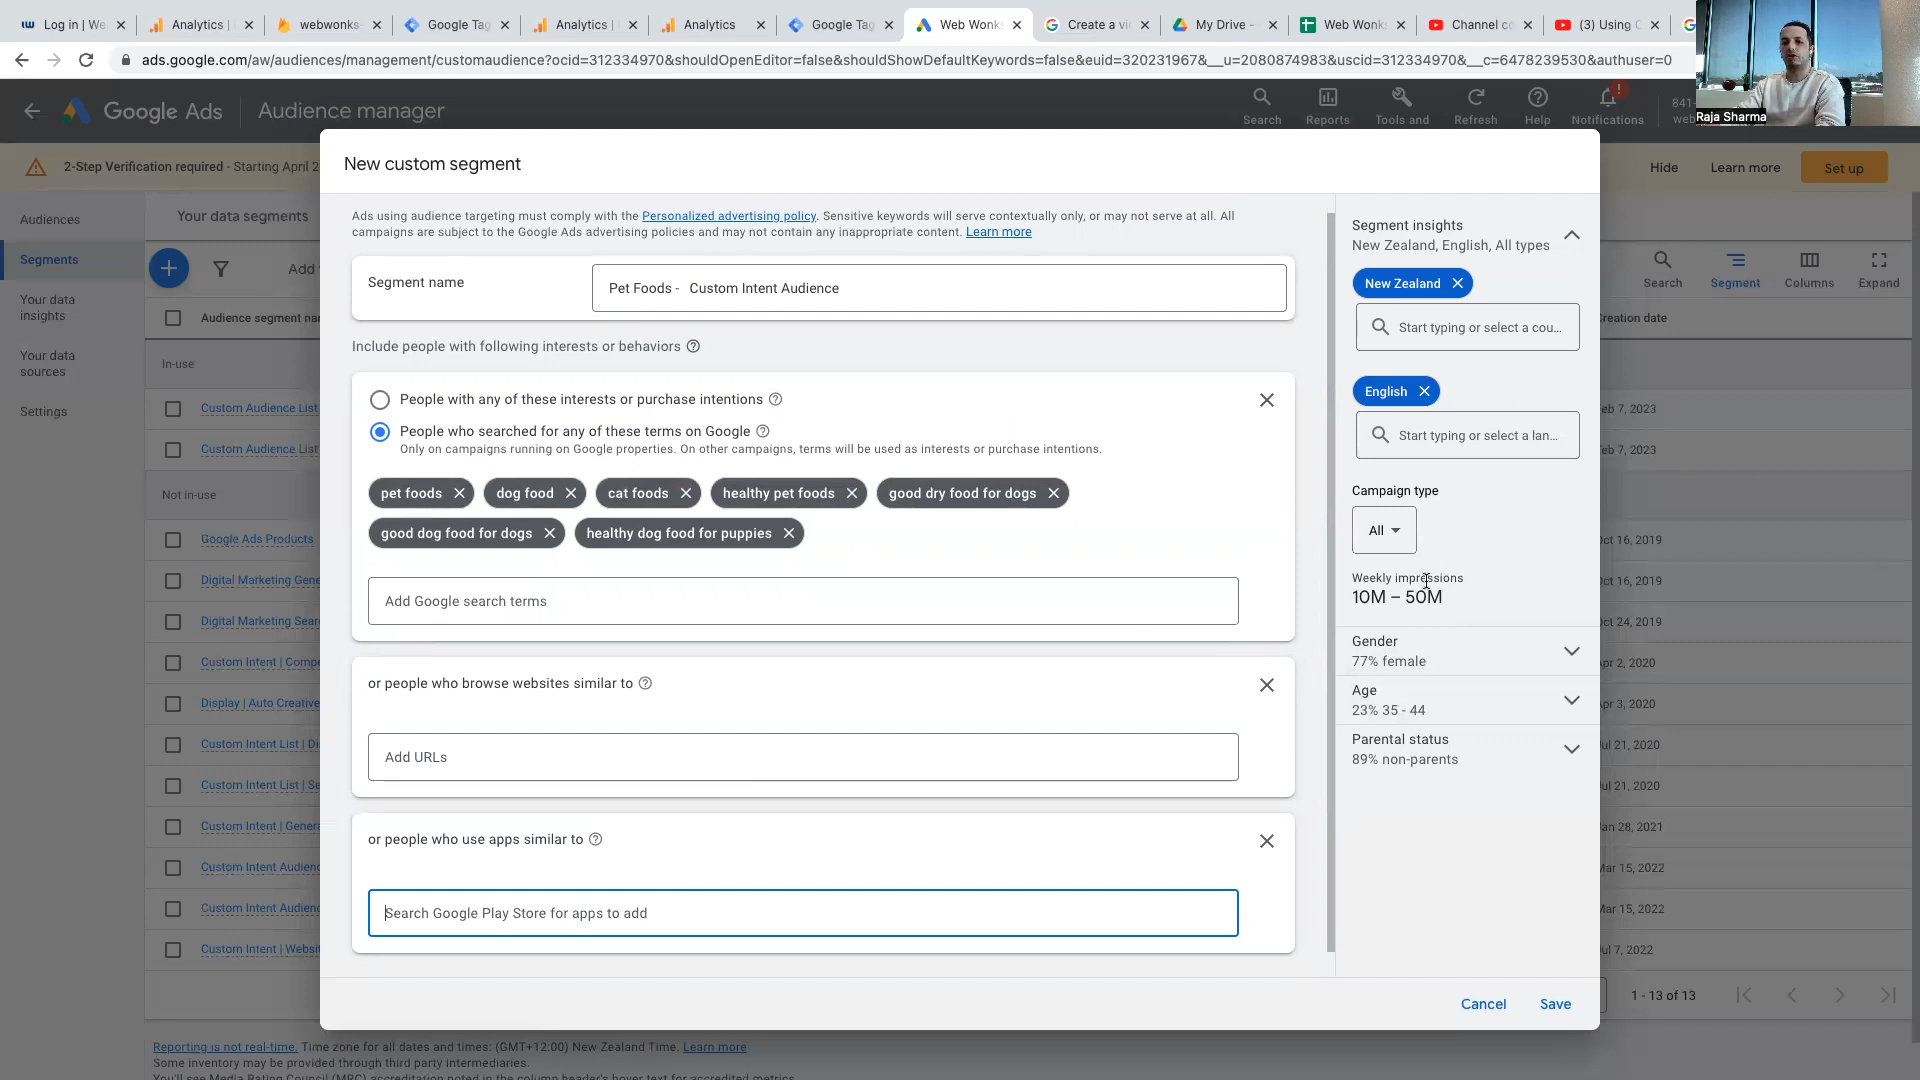 Log in | We
Analytics |
webwonks
Google Tag
Analytics |
Analytics
Google Tag
Web Wonk
Create a vi
My Drive -
Web Wonk
Channel co
(3) Using G
ads.google.com/aw/audiences/management/customaudience?ocid=312334970&shouldOpenEditor=false&shouldShowDefaultKeywords=false&euid=320231967&__u=2080874983&uscid=312334970&__c=6478239530&authuser=0
Raja Sharma
Google Ads
Audience manager
Search
Reports
Tools and
Refresh
Help
Notifications
!
841-
web
2-Step Verification required - Starting April 2
Hide
Learn more
Set up
Audiences
Segments
Your data
insights
Your data
sources
Settings
Your data segments
Add
Search
Segment
Columns
Expand
Audience segment nam
Creation date
In-use
Custom Audience List
Feb 7, 2023
Custom Audience List
Feb 7, 2023
Not in-use
Google Ads Products
Oct 16, 2019
Digital Marketing Gene
Oct 16, 2019
Digital Marketing Sear
Oct 24, 2019
Custom Intent | Compe
Apr 2, 2020
Display | Auto Creative
Apr 3, 2020
Custom Intent List | Di
Jul 21, 2020
Custom Intent List | Se
Jul 21, 2020
Custom Intent | Genera
Jan 28, 2021
Custom Intent Audienc
Mar 15, 2022
Custom Intent Audienc
Mar 15, 2022
Custom Intent | Websit
Jul 7, 2022
1 - 13 of 13
New custom segment
Ads using audience targeting must comply with the Personalized advertising policy. Sensitive keywords will serve contextually only, or may not serve at all. All
campaigns are subject to the Google Ads advertising policies and may not contain any inappropriate content. Learn more
Segment name
Pet Foods - Custom Intent Audience
Include people with following interests or behaviors
People with any of these interests or purchase intentions
People who searched for any of these terms on Google
Only on campaigns running on Google properties. On other campaigns, terms will be used as interests or purchase intentions.
pet foods
dog food
cat foods
healthy pet foods
good dry food for dogs
good dog food for dogs
healthy dog food for puppies
Add Google search terms
or people who browse websites similar to
Add URLs
or people who use apps similar to
Search Google Play Store for apps to add
Segment insights
New Zealand, English, All types
New Zealand
Start typing or select a cou...
English
Start typing or select a lan...
Campaign type
All
Weekly impressions
10M – 50M
Gender
77% female
Age
23% 35 - 44
Parental status
89% non-parents
Cancel
Save
Reporting is not real-time. Time zone for all dates and times: (GMT+12:00) New Zealand Time. Learn more
Some inventory may be provided through third party intermediaries.
You'll see Media Rating Council (MRC) accreditation noted in the column header's hover text for accredited metrics.